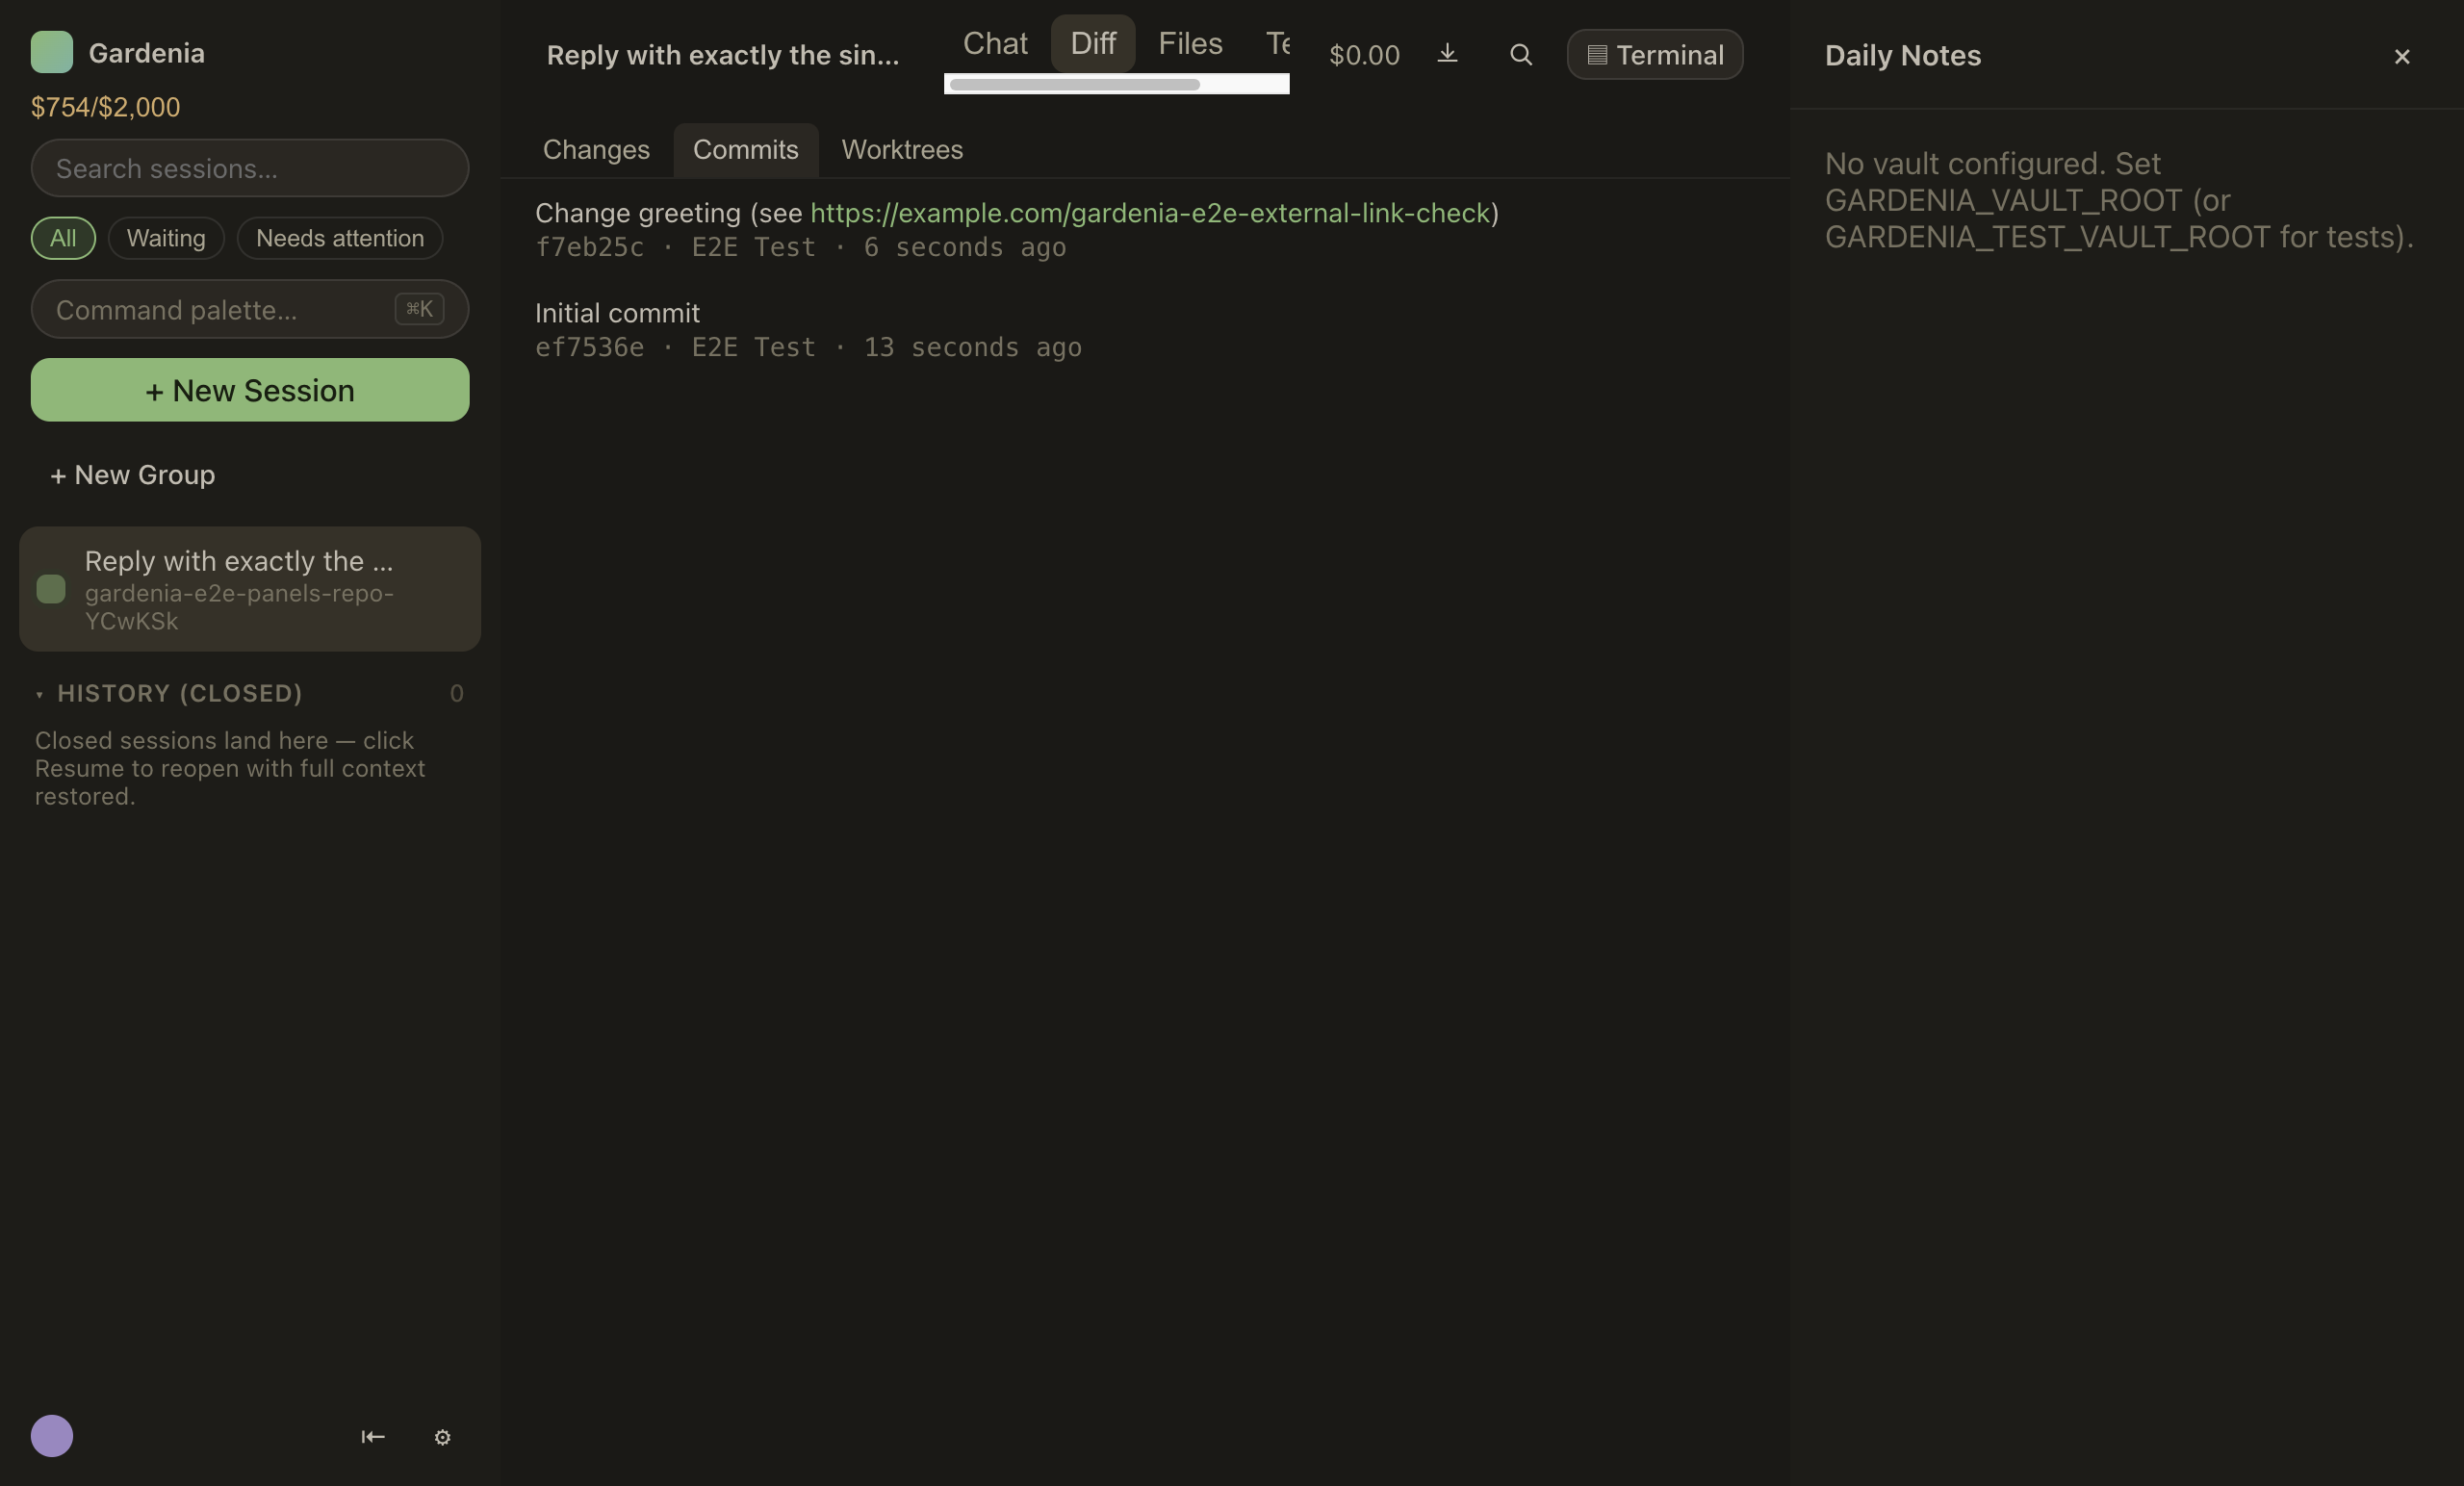 Gardenia
$754/$2,000
Search sessions...
All
Waiting
Needs attention
Command palette...
⌘K
+ New Session
+ New Group
Reply with exactly the ...
gardenia-e2e-panels-repo-
YCwKSk
HISTORY (CLOSED)
0
Closed sessions land here — click
Resume to reopen with full context
restored.
Reply with exactly the sin...
Chat
Diff
Files
Te
$0.00
Terminal
Changes
Commits
Worktrees
Change greeting (see https://example.com/gardenia-e2e-external-link-check)
f7eb25c · E2E Test · 6 seconds ago
Initial commit
ef7536e · E2E Test · 13 seconds ago
Daily Notes
No vault configured. Set
GARDENIA_VAULT_ROOT (or
GARDENIA_TEST_VAULT_ROOT for tests).